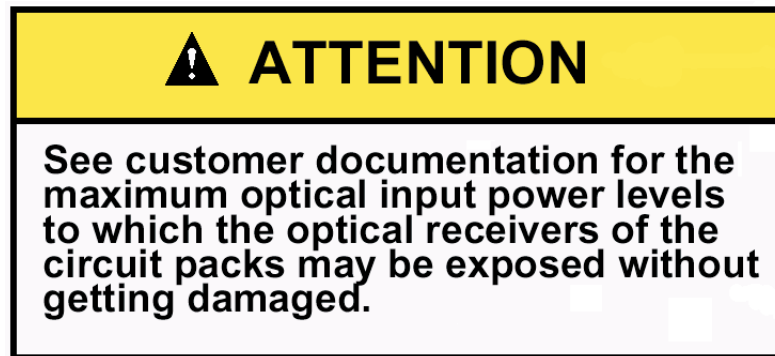 ATTENTION
See customer documentation for the
maximum optical input power levels
to which the optical receivers of the
circuit packs may be exposed without
getting damaged.